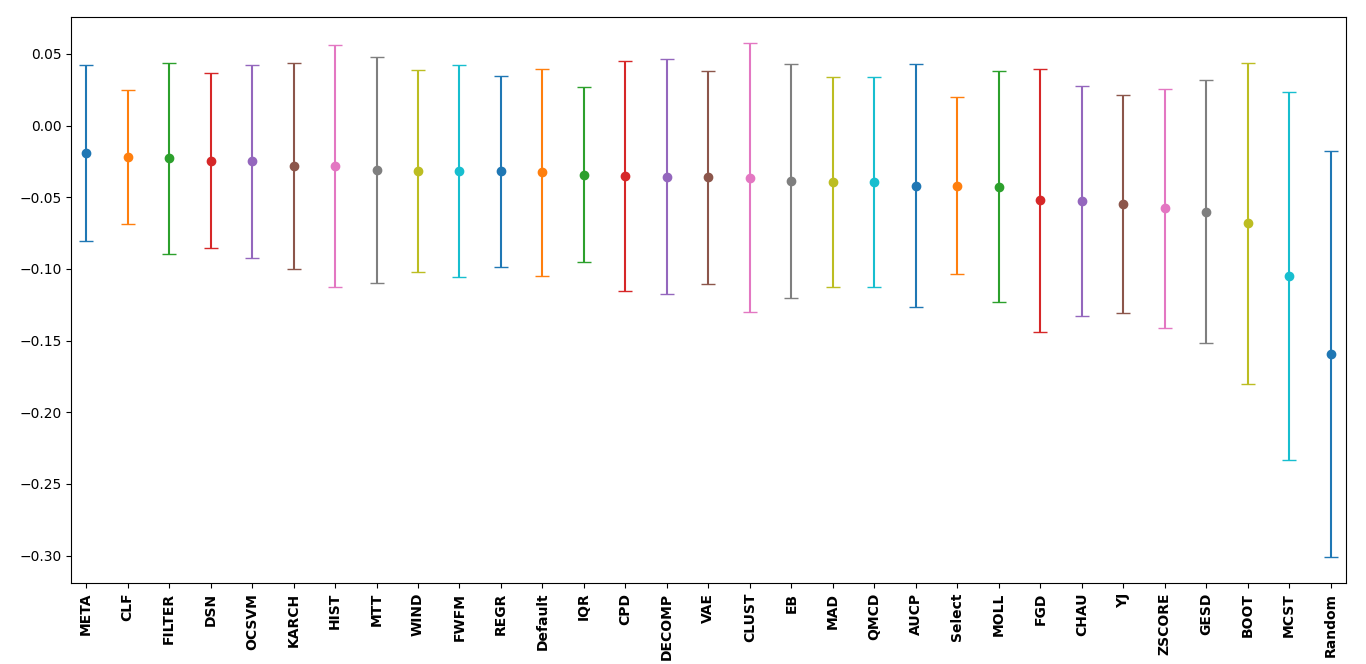 0.05
0.00
−0.05
−0.10
−0.15
−0.20
−0.25
−0.30
META
CLF
FILTER
DSN
OCSVM
KARCH
HIST
MTT
WIND
FWFM
REGR
Default
IQR
CPD
DECOMP
VAE
CLUST
EB
MAD
QMCD
AUCP
Select
MOLL
FGD
CHAU
YJ
ZSCORE
GESD
BOOT
MCST
Random